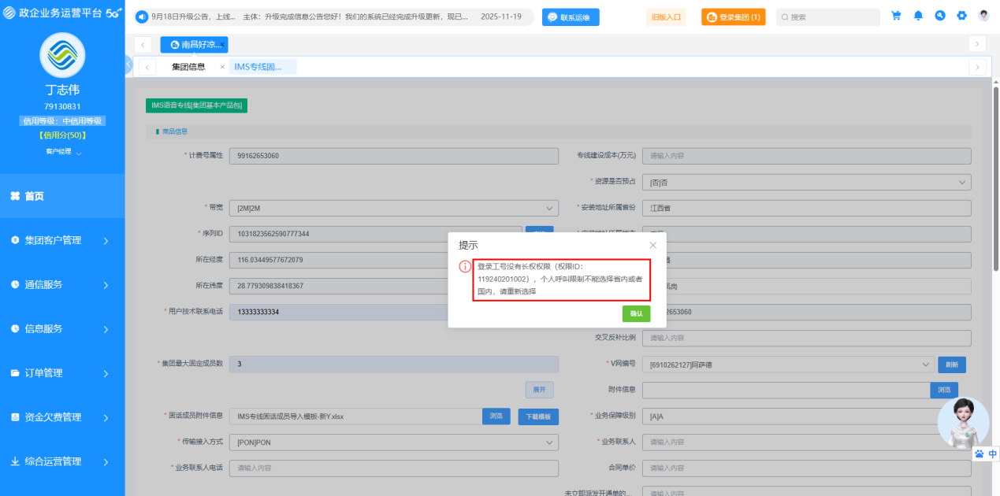 政企业务运营平台 5G
9月18日升级公告，上线... 主体：升级完成信息公告您好！我们的系统已经完成升级更新，现已... 2025-11-19
联系运维
旧版入口
登录集团 (1)
搜索
丁志伟
79130831
信用等级：中信用等级
【信用分(50)】
客户经理
首页
集团客户管理
通信服务
信息服务
订单管理
资金欠费管理
综合运营管理
南昌好凉...
集团信息
IMS专线固...
IMS语音专线[集团基本产品包]
商品信息
* 计费号属性 99162653060
专线建设成本(万元) 请输入内容
* 资源是否预占 [否]否
* 带宽 [2M]2M
* 安装地址所属省份 江西省
* 序列ID 1031823562590777344
所在经度 116.03449577672079
所在纬度 28.779309838418367
风岗
* 用户技术联系电话 13333333334
2653060
交叉反补比例 请输入内容
* 集团最大固定成员数 3
* V网编号 [6910262127]阿萨德 刷新
展开
附件信息 浏览
* 固话成员附件信息 IMS专线固话成员导入模板-新Y.xlsx 浏览 下载模板
* 业务保障级别 [A]A
* 传输接入方式 [PON]PON
* 业务联系人 请输入内容
* 业务联系人电话 请输入内容
合同单价 请输入内容
未立即派发开通单的... 请输入内容
提示
登录工号没有长权权限（权限ID：
119240201002），个人呼叫限制不能选择省内或者
国内，请重新选择
确认
中